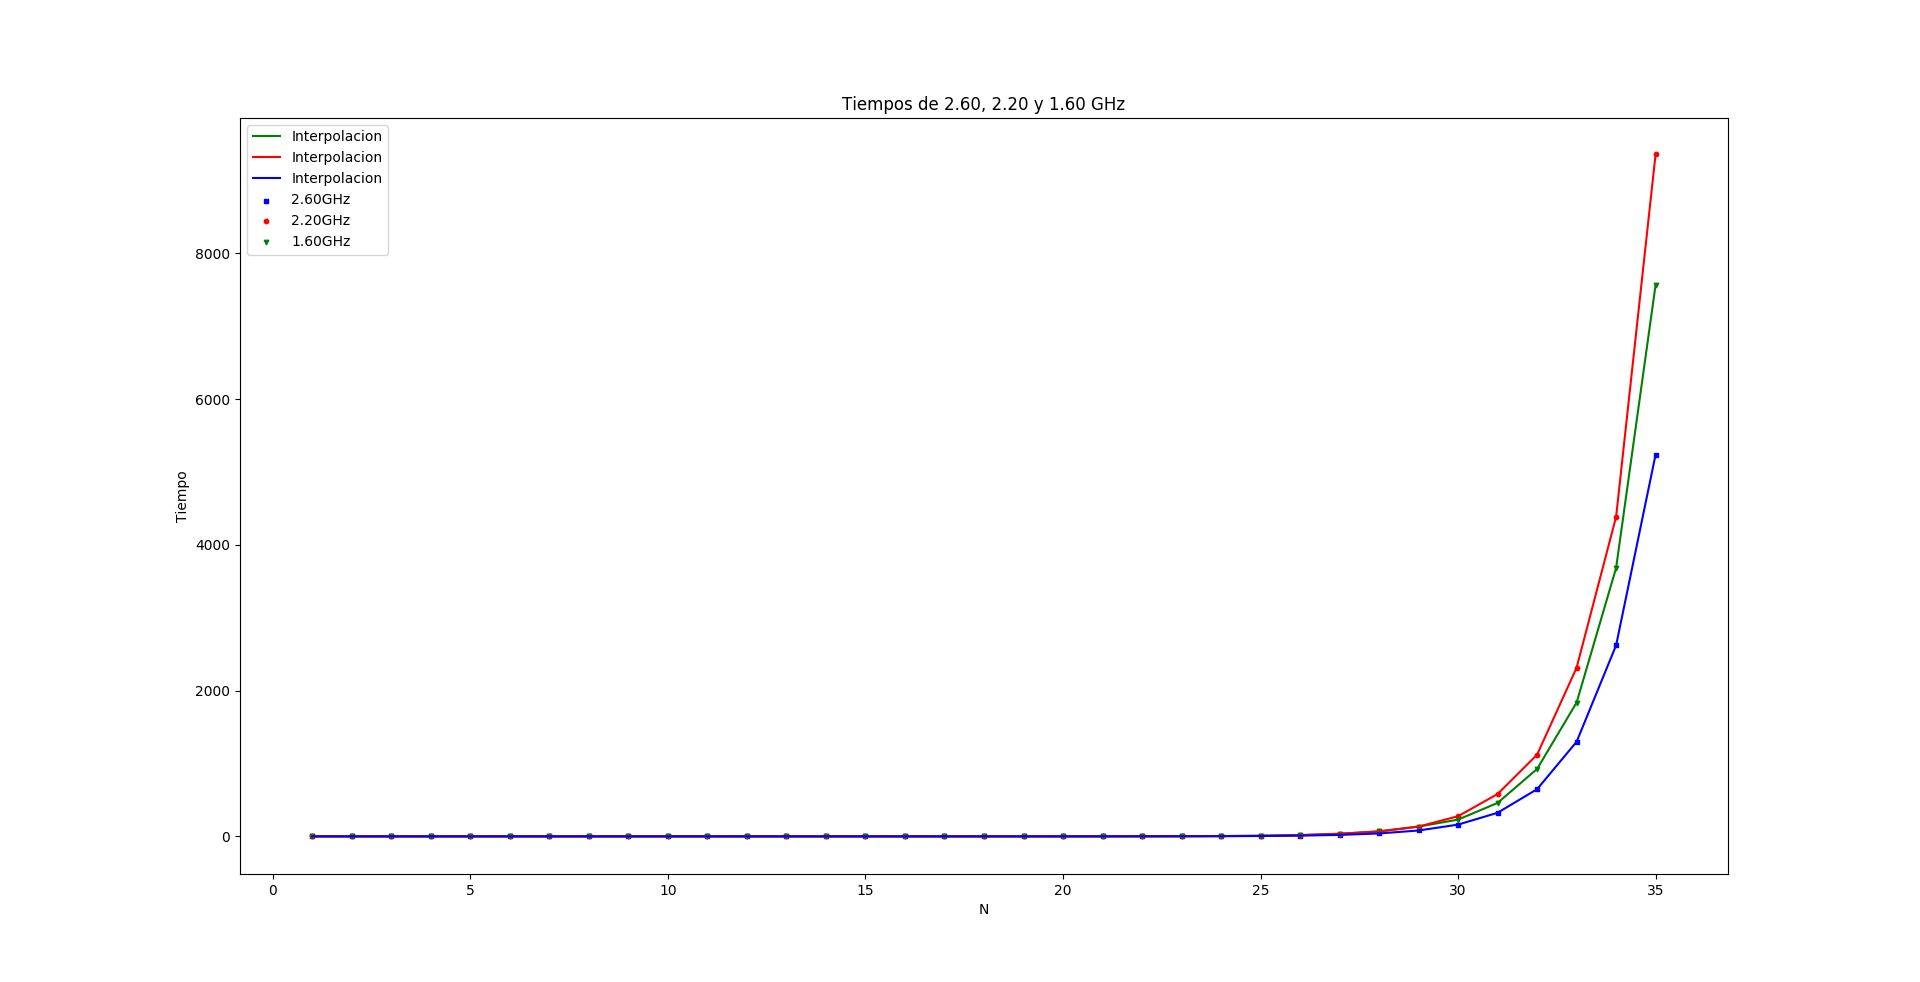 Tiempos de 2.60, 2.20 y 1.60 GHz
Interpolacion
Interpolacion
Interpolacion
2.60GHz
2.20GHz
1.60GHz
8000
6000
4000
2000
0
Tiempo
0 5 10 15 20 25 30 35
N